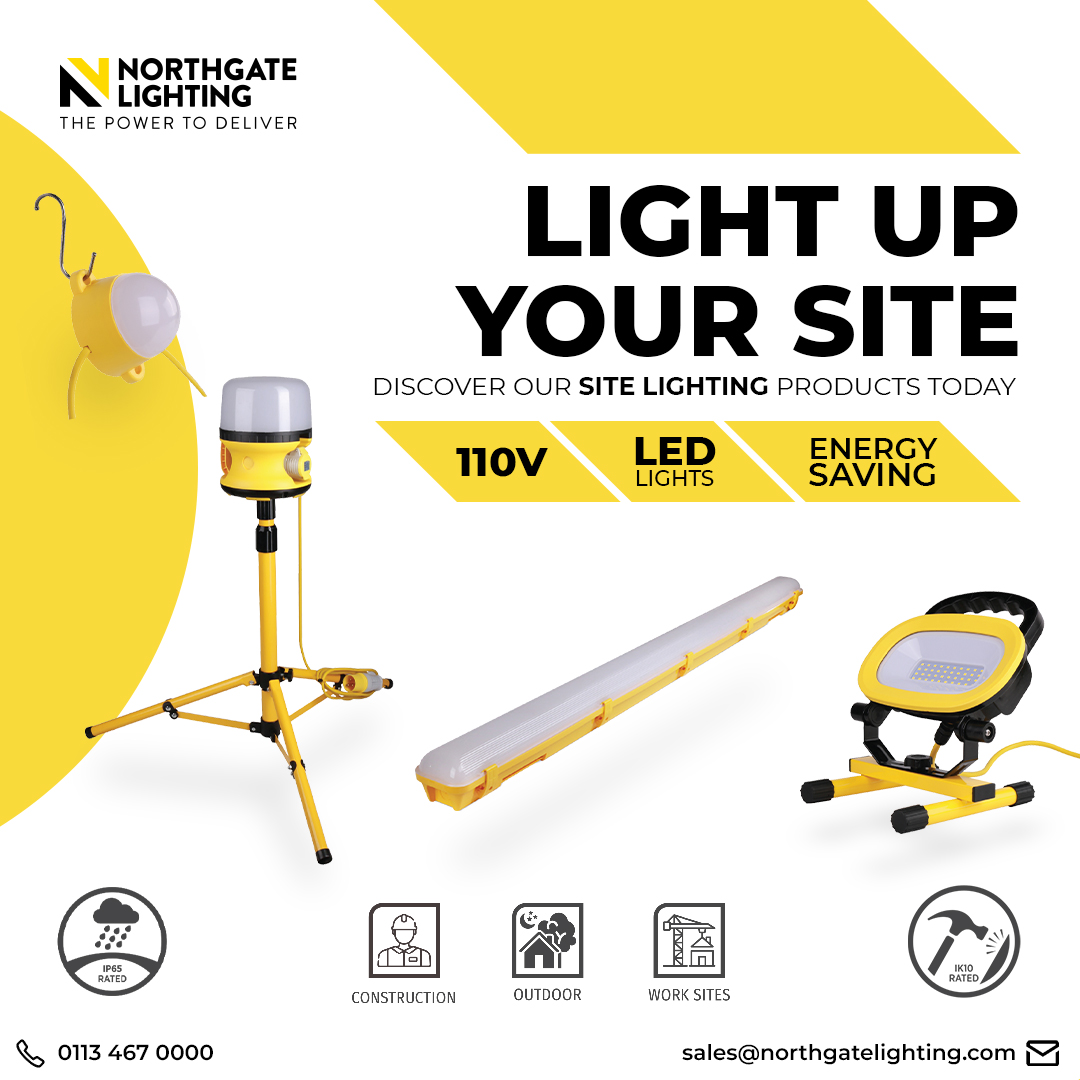 NORTHGATE
LIGHTING
THE POWER TO DELIVER
LIGHT UP
YOUR SITE
DISCOVER OUR SITE LIGHTING PRODUCTS TODAY
110V
LED
LIGHTS
ENERGY
SAVING
IP65
RATED
CONSTRUCTION
OUTDOOR
WORK SITES
IK10
RATED
0113 467 0000
sales@northgatelighting.com